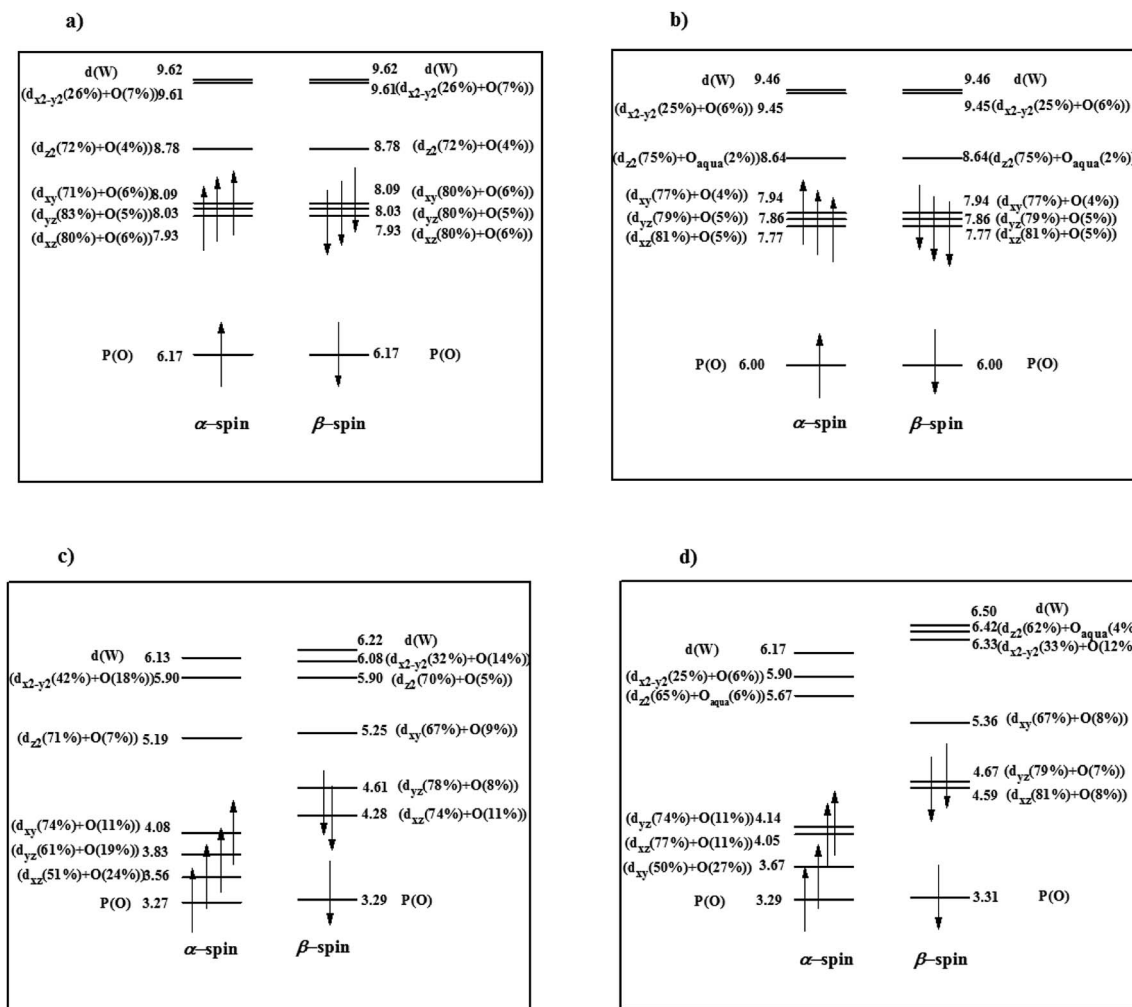 a)
d(W) 9.62
(dx2-y2(26%)+O(7%))9.61
(dz2(72%)+O(4%))8.78
(dxy(71%)+O(6%))8.09
(dyz(83%)+O(5%))8.03
(dxz(80%)+O(6%))7.93
P(O) 6.17
α–spin
9.62 d(W)
9.61(dx2-y2(26%)+O(7%))
8.78 (dz2(72%)+O(4%))
8.09 (dxy(80%)+O(6%))
8.03 (dyz(80%)+O(5%))
7.93 (dxz(80%)+O(6%))
6.17 P(O)
β–spin
b)
d(W) 9.46
(dx2-y2(25%)+O(6%)) 9.45
(dz2(75%)+Oaqua(2%))8.64
(dxy(77%)+O(4%)) 7.94
(dyz(79%)+O(5%)) 7.86
(dxz(81%)+O(5%)) 7.77
P(O) 6.00
α–spin
9.46 d(W)
9.45(dx2-y2(25%)+O(6%))
8.64(dz2(75%)+Oaqua(2%))
7.94 (dxy(77%)+O(4%))
7.86 (dyz(79%)+O(5%))
7.77 (dxz(81%)+O(5%))
6.00 P(O)
β–spin
c)
d(W) 6.13
(dx2-y2(42%)+O(18%))5.90
(dz2(71%)+O(7%)) 5.19
(dxy(74%)+O(11%)) 4.08
(dyz(61%)+O(19%)) 3.83
(dxz(51%)+O(24%))3.56
P(O) 3.27
α–spin
6.22 d(W)
6.08 (dx2-y2(32%)+O(14%))
5.90 (dz2(70%)+O(5%))
5.25 (dxy(67%)+O(9%))
4.61 (dyz(78%)+O(8%))
4.28 (dxz(74%)+O(11%))
3.29 P(O)
β–spin
d)
d(W) 6.17
(dx2-y2(25%)+O(6%))5.90
(dz2(65%)+Oaqua(6%)) 5.67
(dyz(74%)+O(11%)) 4.14
(dxz(77%)+O(11%)) 4.05
(dxy(50%)+O(27%)) 3.67
P(O) 3.29
α–spin
6.50 d(W)
6.42(dz2(62%)+Oaqua(4%
6.33(dx2-y2(33%)+O(12%
5.36 (dxy(67%)+O(8%))
4.67 (dyz(79%)+O(7%))
4.59 (dxz(81%)+O(8%))
3.31 P(O)
β–spin